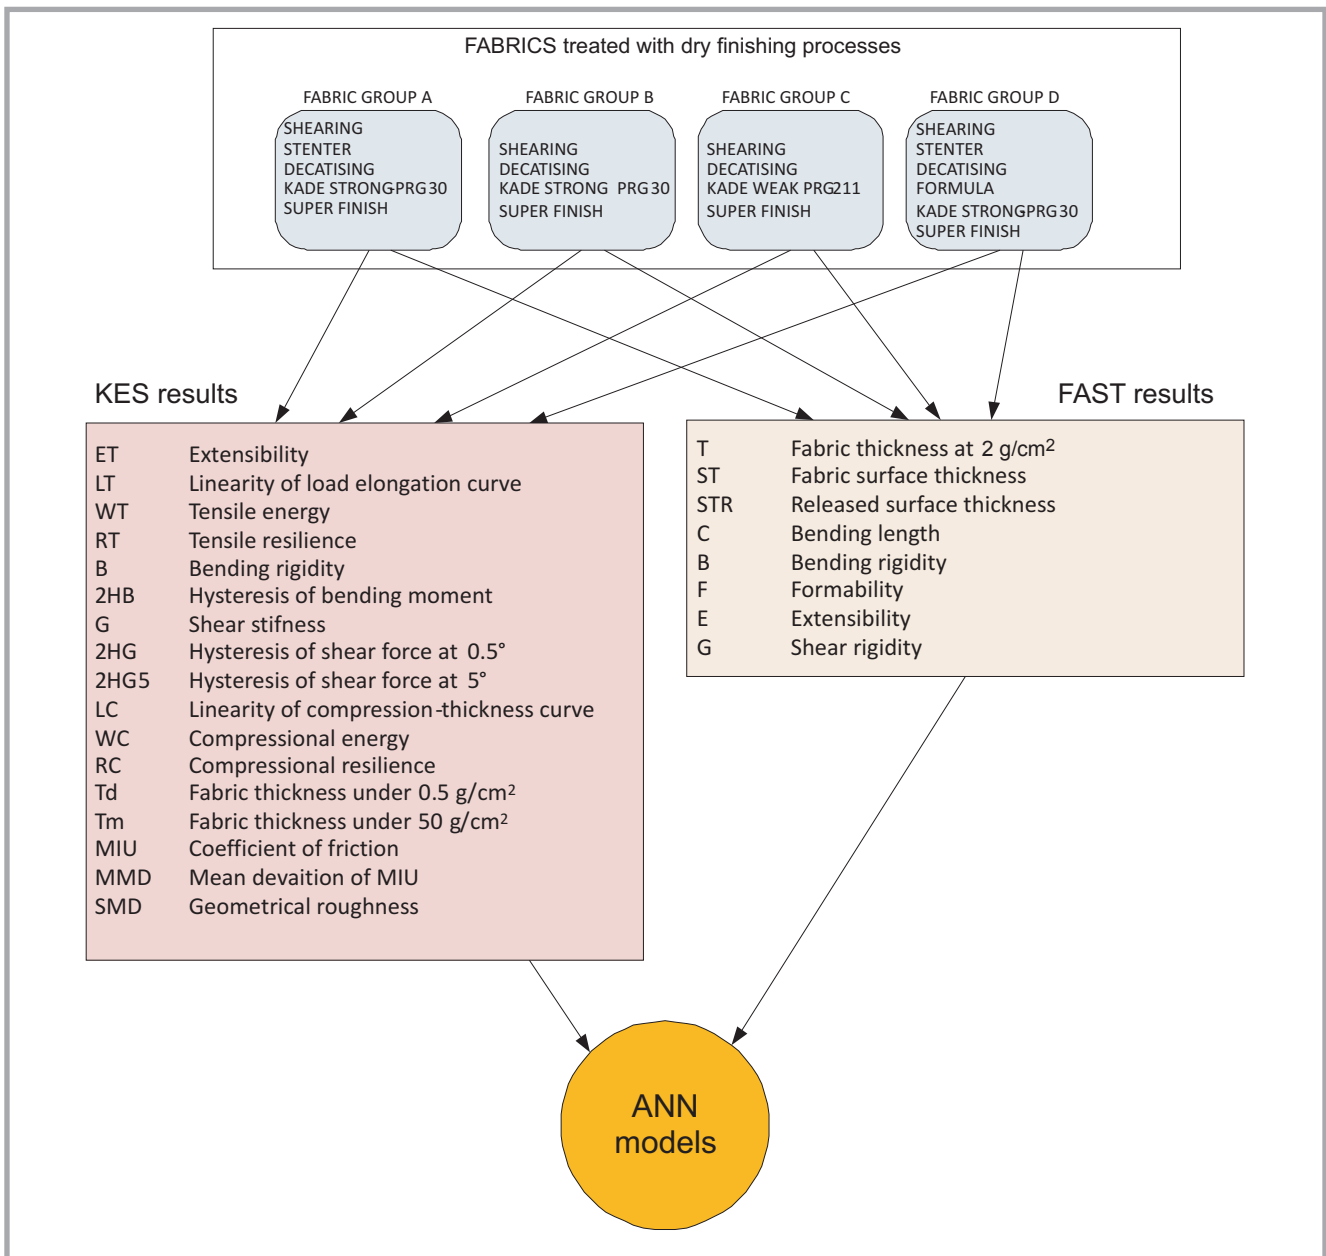 FABRICS treated with dry finishing processes
FABRIC GROUP A
SHEARING
STENTER
DECATISING
KADE STRONG-PRG30
SUPER FINISH
FABRIC GROUP B
SHEARING
DECATISING
KADE STRONG PRG30
SUPER FINISH
FABRIC GROUP C
SHEARING
DECATISING
KADE WEAK PRG211
SUPER FINISH
FABRIC GROUP D
SHEARING
STENTER
DECATISING
FORMULA
KADE STRONG-PRG30
SUPER FINISH
KES results
ET Extensibility
LT Linearity of load elongation curve
WT Tensile energy
RT Tensile resilience
B Bending rigidity
2HB Hysteresis of bending moment
G Shear stifness
2HG Hysteresis of shear force at 0.5°
2HG5 Hysteresis of shear force at 5°
LC Linearity of compression-thickness curve
WC Compressional energy
RC Compressional resilience
Td Fabric thickness under 0.5 g/cm²
Tm Fabric thickness under 50 g/cm²
MIU Coefficient of friction
MMD Mean devaition of MIU
SMD Geometrical roughness
FAST results
T Fabric thickness at 2 g/cm²
ST Fabric surface thickness
STR Released surface thickness
C Bending length
B Bending rigidity
F Formability
E Extensibility
G Shear rigidity
ANN
models